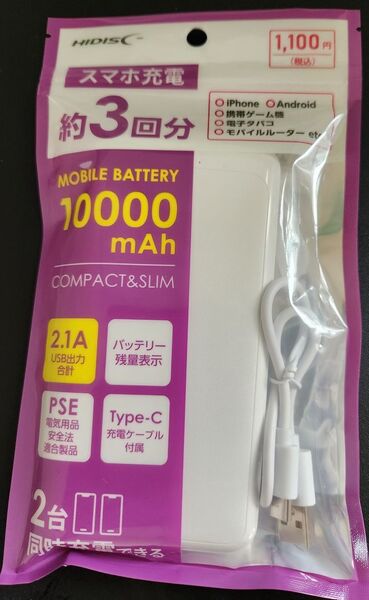 HIDISC
1,100円
(税込)
スマホ充電
約3回分
○iPhone ○Android
○携帯ゲーム機
○電子タバコ
○モバイルルーター etc
MOBILE BATTERY
10000
mAh
COMPACT&SLIM
2.1A
USB出力
合計
バッテリー
残量表示
PSE
電気用品
安全法
適合製品
Type-C
充電ケーブル
付属
2台
同時充電できる